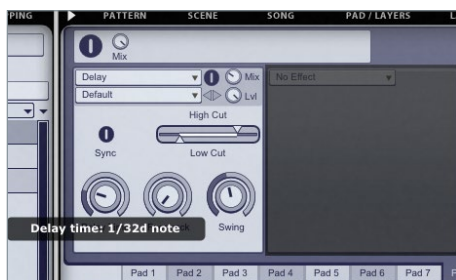 PPING PATTERN SCENE SONG PAD / LAYERS
Mix
Delay Mix No Effect
Default Lvl
High Cut
Sync Low Cut
Swing
Delay time: 1/32d note
Pad 1 Pad 2 Pad 3 Pad 4 Pad 5 Pad 6 Pad 7